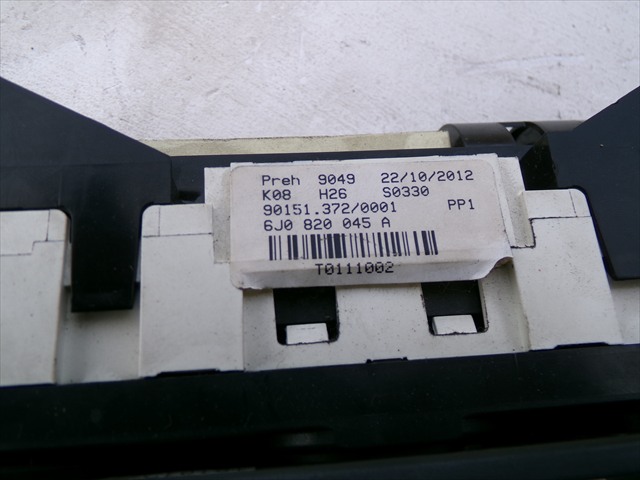 Preh 9049 22/10/2012
K08 H26 S0330
90151.372/0001 PP1
6J0 820 045 A
T0111002